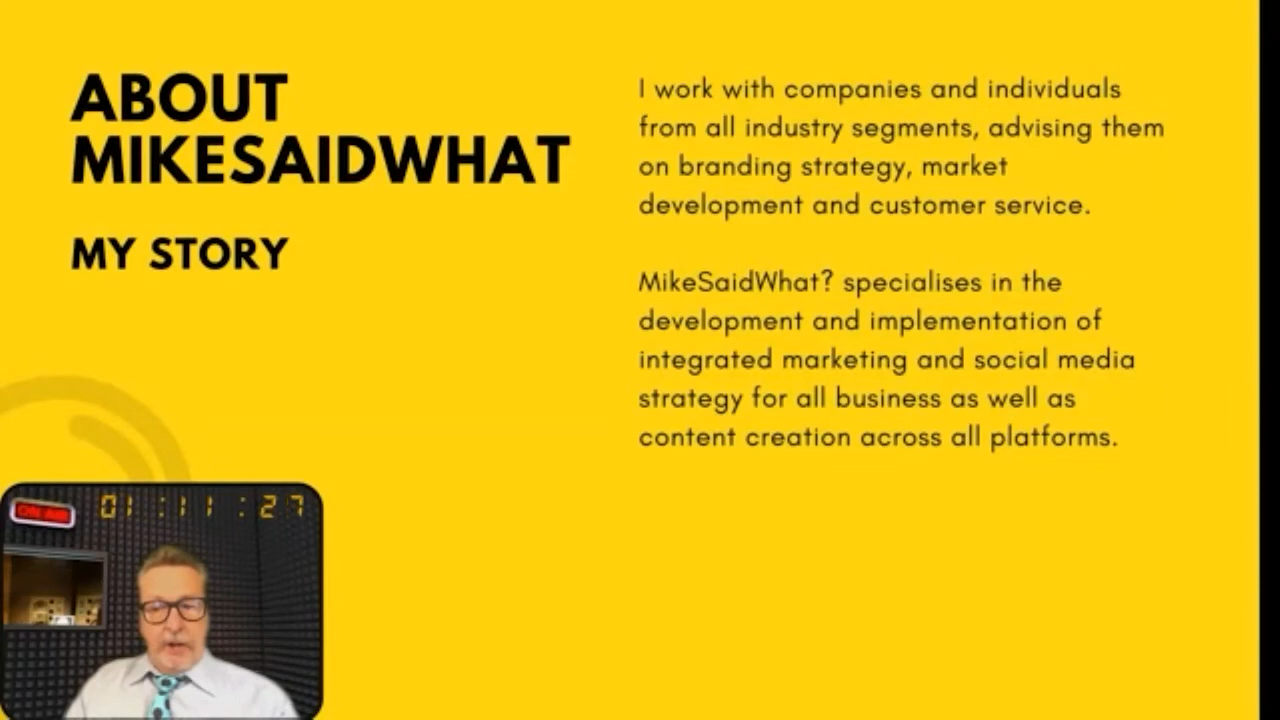 ABOUT
MIKESAIDWHAT
MY STORY
I work with companies and individuals
from all industry segments, advising them
on branding strategy, market
development and customer service.
MikeSaidWhat? specialises in the
development and implementation of
integrated marketing and social media
strategy for all business as well as
content creation across all platforms.
ON AIR
01:11:27